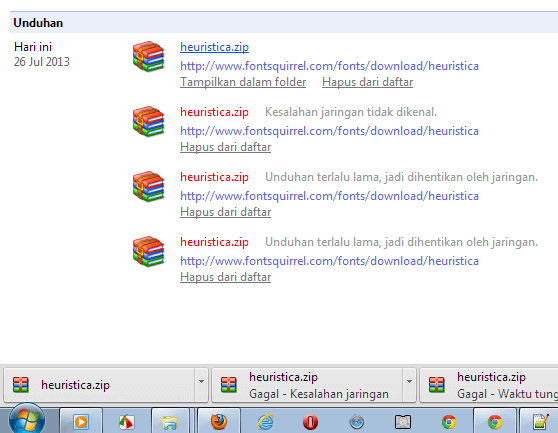 Unduhan
Hari ini
26 Jul 2013
heuristica.zip
http://www.fontsquirrel.com/fonts/download/heuristica
Tampilkan dalam folder Hapus dari daftar
heuristica.zip Kesalahan jaringan tidak dikenal.
http://www.fontsquirrel.com/fonts/download/heuristica
Hapus dari daftar
heuristica.zip Unduhan terlalu lama, jadi dihentikan oleh jaringan.
http://www.fontsquirrel.com/fonts/download/heuristica
Hapus dari daftar
heuristica.zip Unduhan terlalu lama, jadi dihentikan oleh jaringan.
http://www.fontsquirrel.com/fonts/download/heuristica
Hapus dari daftar
heuristica.zip
heuristica.zip
Gagal - Kesalahan jaringan
heuristica.zip
Gagal - Waktu tung